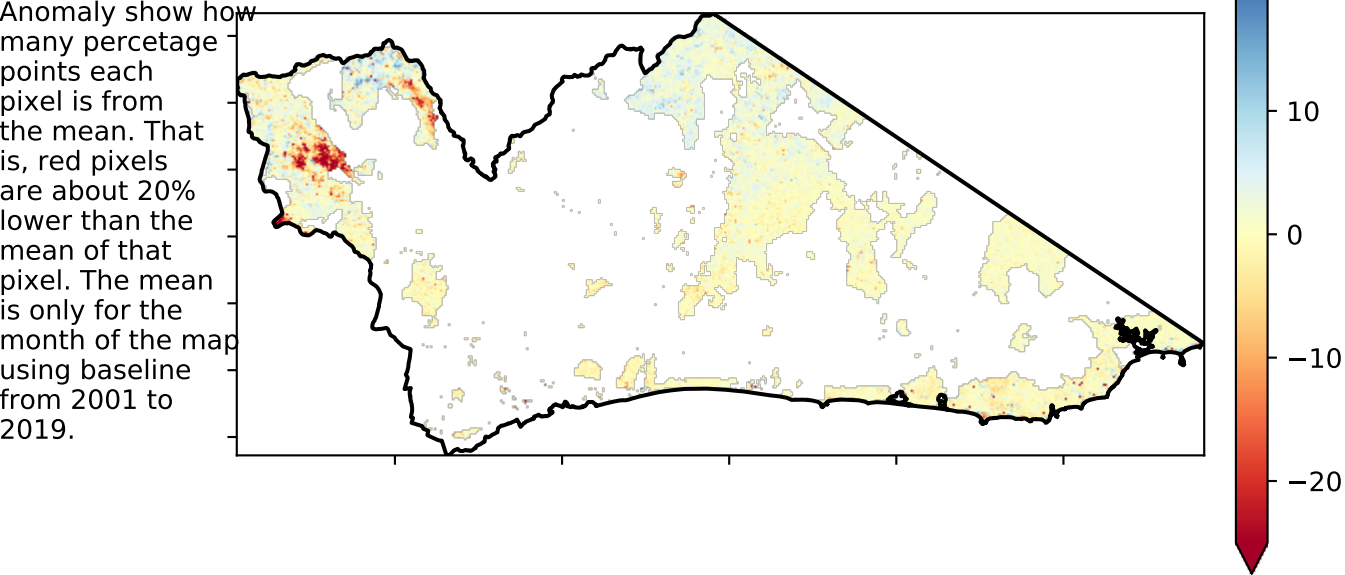 Anomaly show how
many percetage
points each
pixel is from
the mean. That
is, red pixels
are about 20%
lower than the
mean of that
pixel. The mean
is only for the
month of the map
using baseline
from 2001 to
2019.
10
0
−10
−20